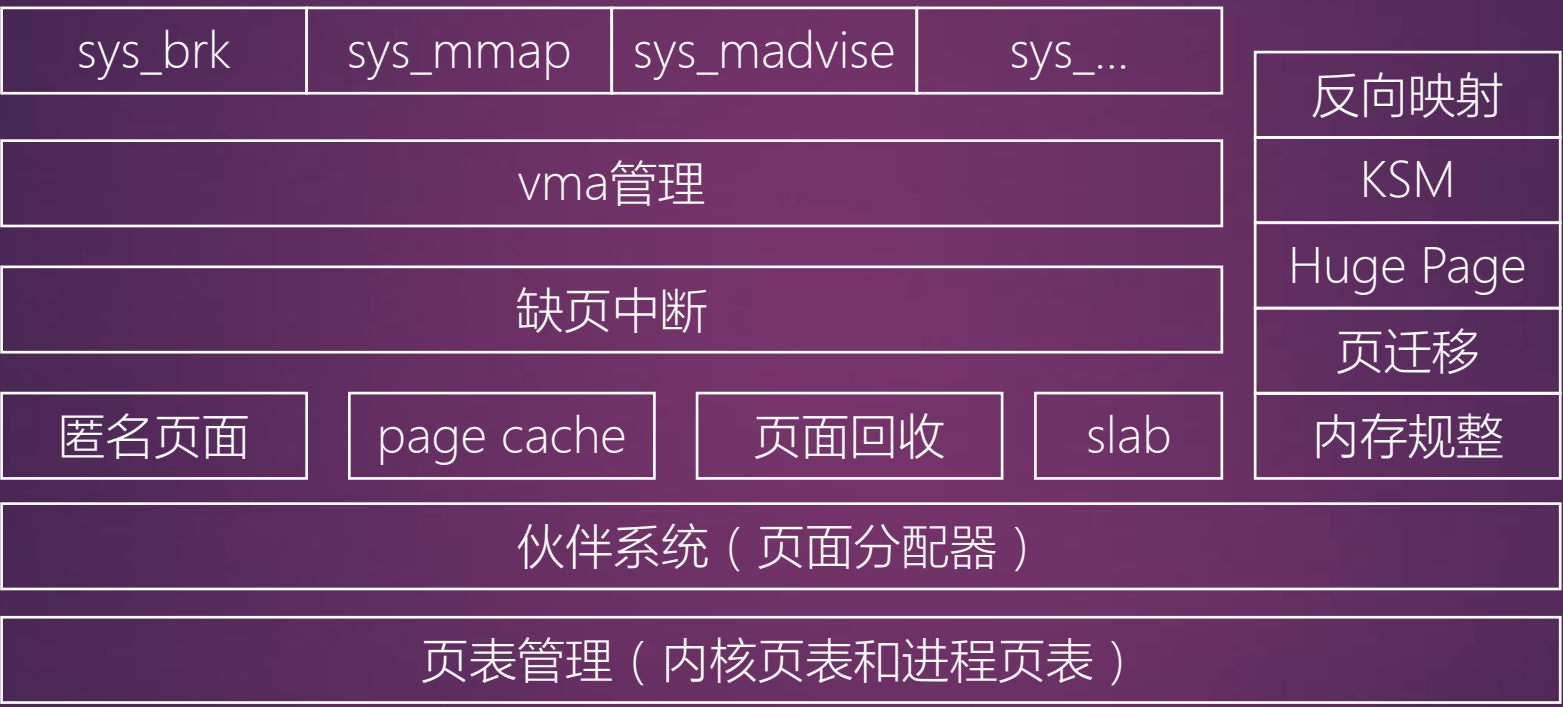 sys_brk
sys_mmap
sys_madvise
sys_...
vma管理
缺页中断
匿名页面
page cache
页面回收
slab
反向映射
KSM
Huge Page
页迁移
内存规整
伙伴系统（页面分配器）
页表管理（内核页表和进程页表）